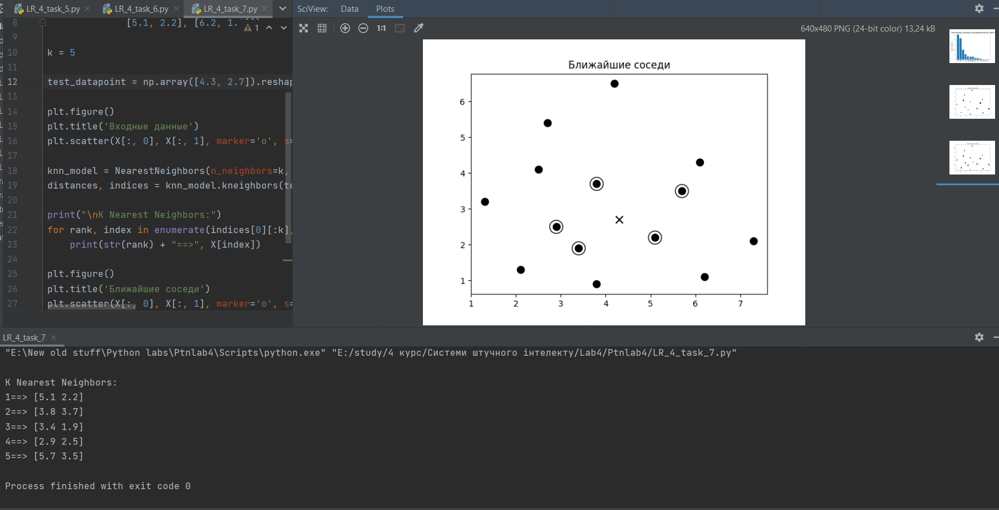 LR_4_task_5.py LR_4_task_6.py LR_4_task_7.py SciView: Data Plots
1:1 640x480 PNG (24-bit color) 13,24 kB
1
8 [5.1, 2.2], [6.2, 1.
9
10 k = 5
11
12 test_datapoint = np.array([4.3, 2.7]).reshap
13
14 plt.figure()
15 plt.title('Входные данные')
16 plt.scatter(X[:, 0], X[:, 1], marker='o', s=
17
18 knn_model = NearestNeighbors(n_neighbors=k,
19 distances, indices = knn_model.kneighbors(te
20
21 print("\nK Nearest Neighbors:")
22 for rank, index in enumerate(indices[0][:k],
23 print(str(rank) + "==>", X[index])
24
25 plt.figure()
26 plt.title('Ближайшие соседи')
27 plt.scatter(X[:, 0], X[:, 1], marker='o', s=
Ближайшие соседи
6
5
4
3
2
1
1 2 3 4 5 6 7
LR_4_task_7
"E:\New old stuff\Python labs\Ptnlab4\Scripts\python.exe" "E:/study/4 курс/Системи штучного інтелекту/Lab4/Ptnlab4/LR_4_task_7.py"
K Nearest Neighbors:
1==> [5.1 2.2]
2==> [3.8 3.7]
3==> [3.4 1.9]
4==> [2.9 2.5]
5==> [5.7 3.5]
Process finished with exit code 0